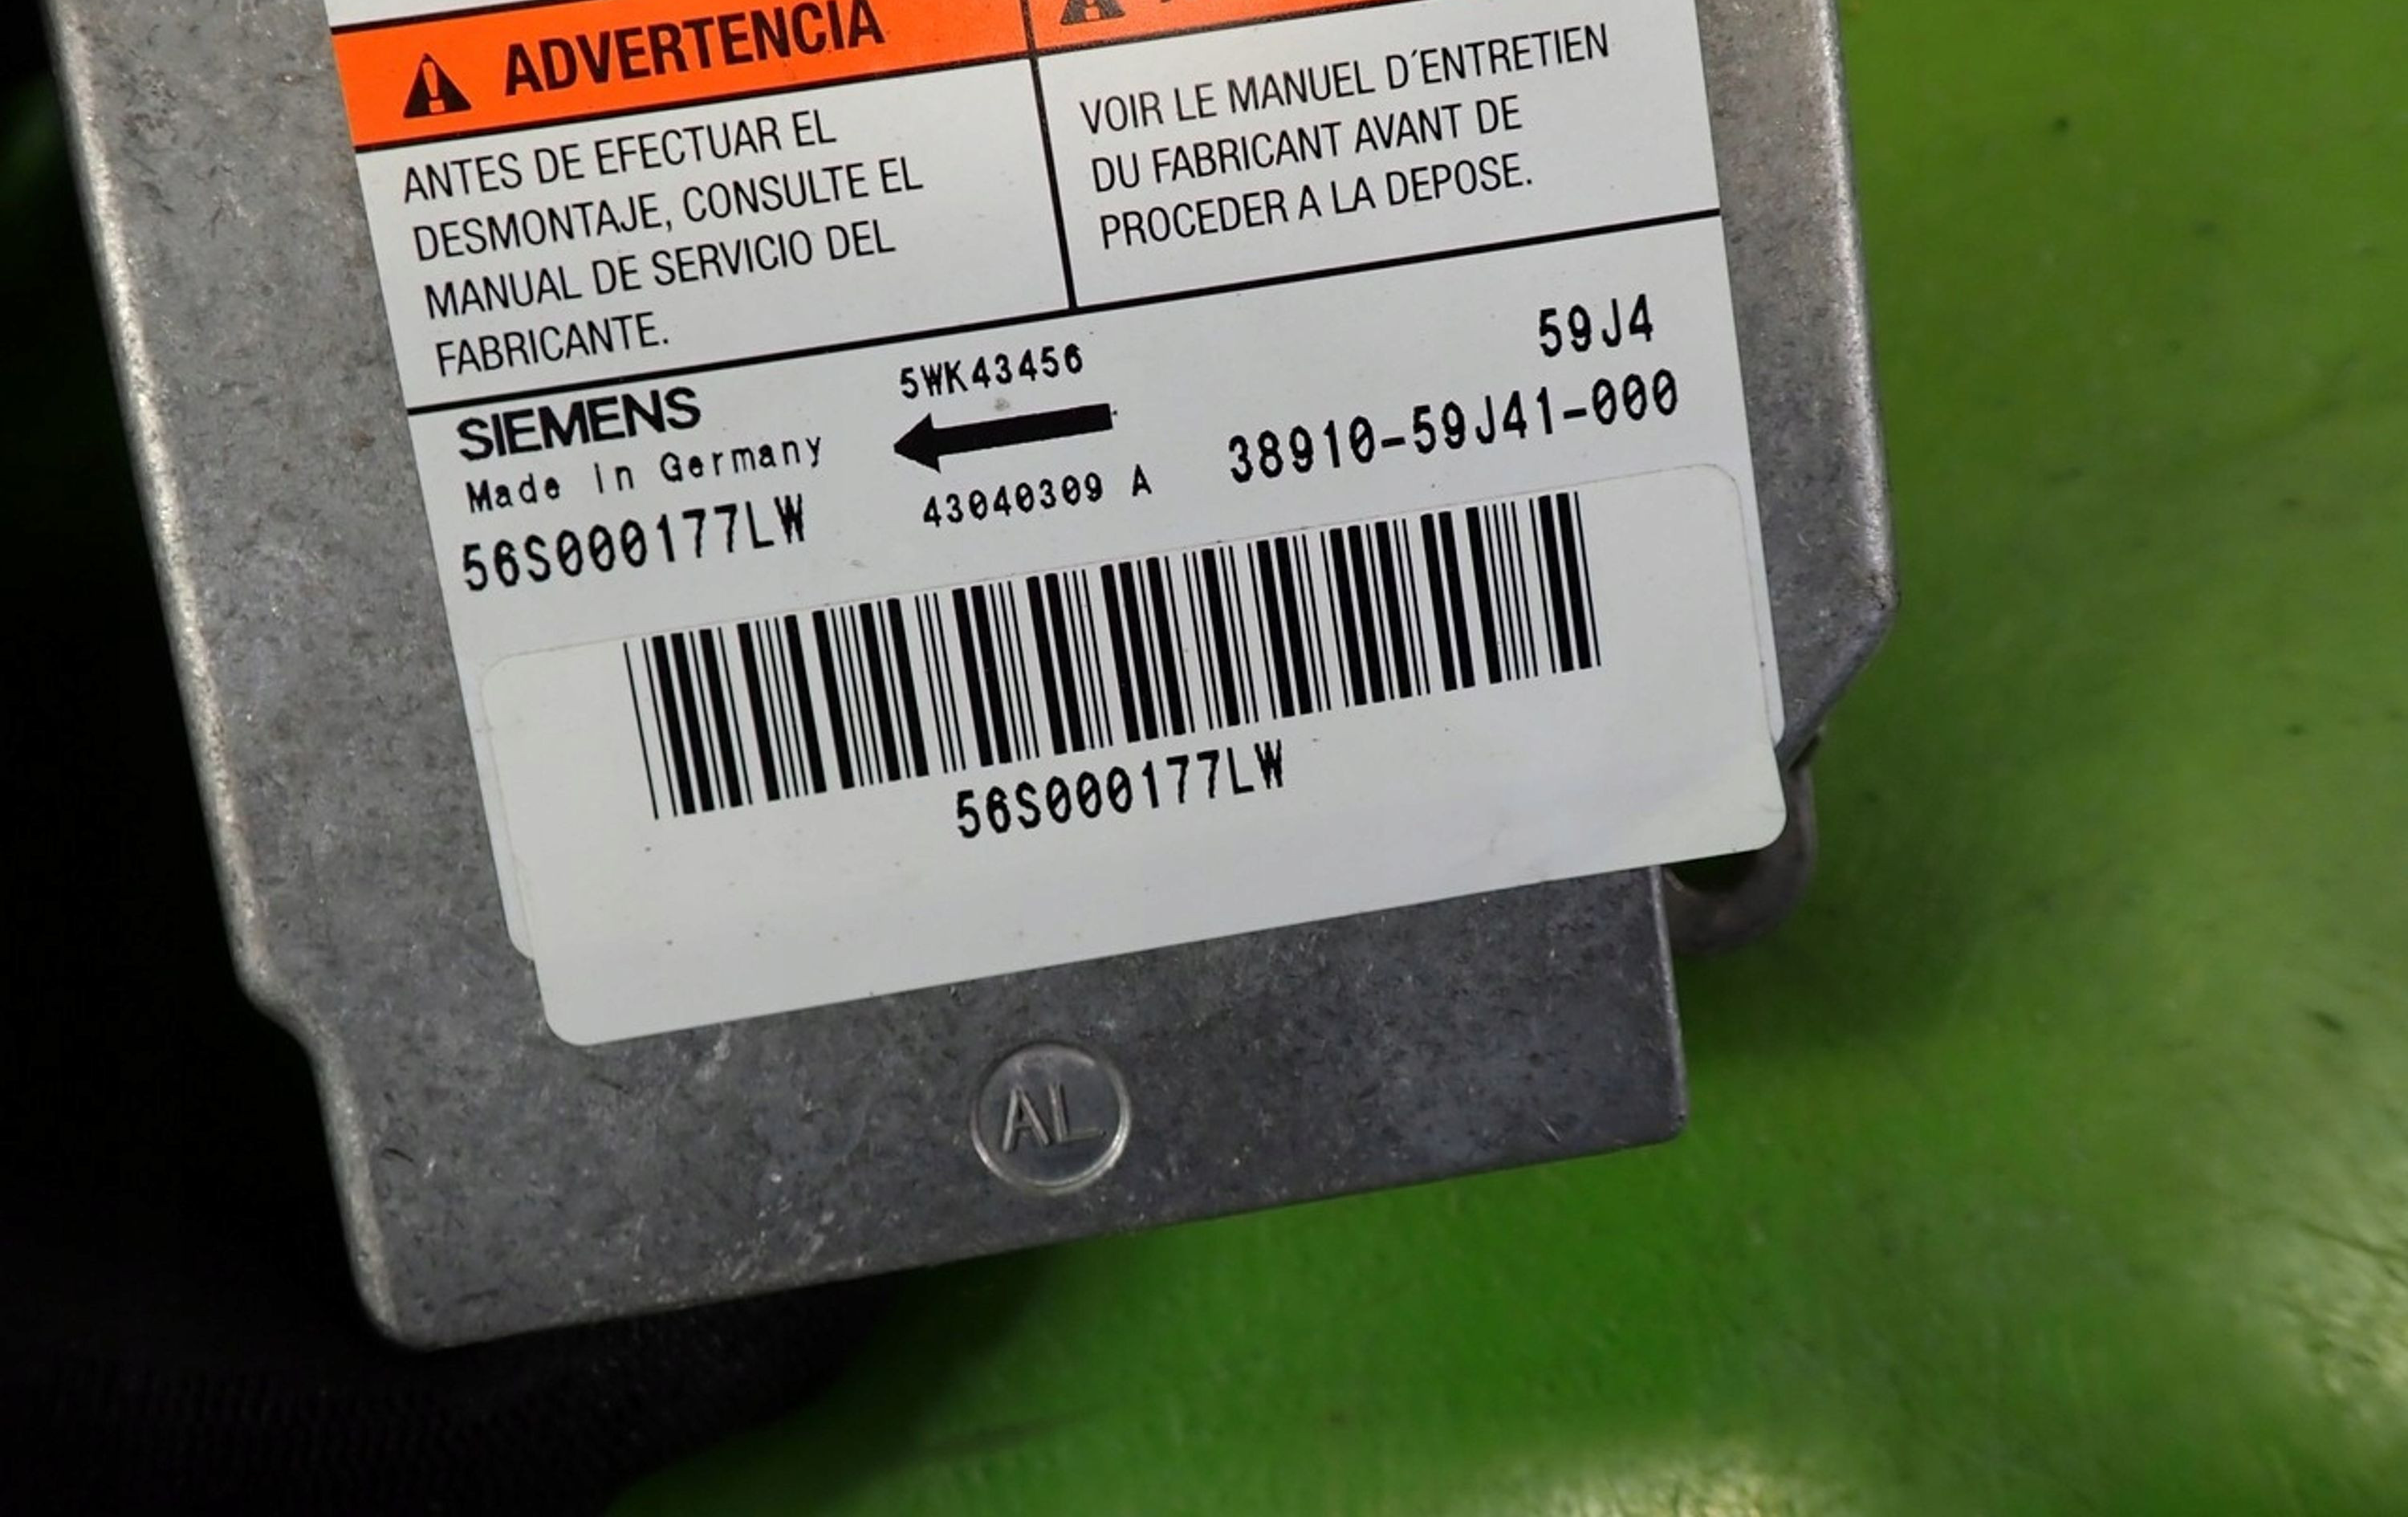 ADVERTENCIA
ANTES DE EFECTUAR EL
DESMONTAJE, CONSULTE EL
MANUAL DE SERVICIO DEL
FABRICANTE.
VOIR LE MANUEL D´ENTRETIEN
DU FABRICANT AVANT DE
PROCEDER A LA DEPOSE.
SIEMENS
Made in Germany
56S000177LW
5WK43456
43040309 A
59J4
38910-59J41-000
56S000177LW
AL